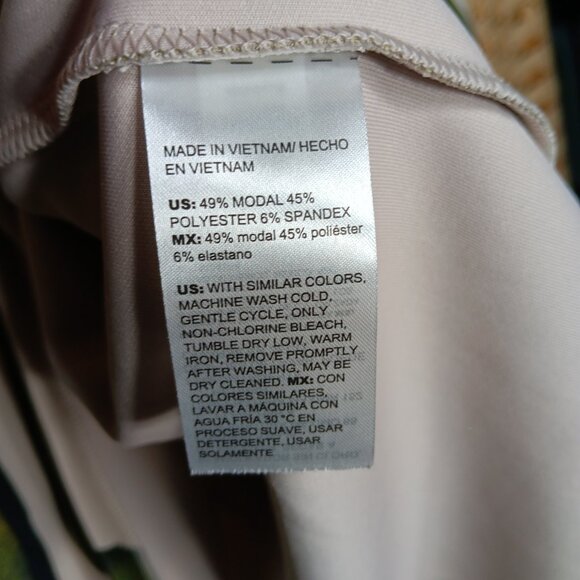 MADE IN VIETNAM/ HECHO
EN VIETNAM
US: 49% MODAL 45%
POLYESTER 6% SPANDEX
MX: 49% modal 45% poliéster
6% elastano
US: WITH SIMILAR COLORS,
MACHINE WASH COLD,
GENTLE CYCLE, ONLY
NON-CHLORINE BLEACH,
TUMBLE DRY LOW, WARM
IRON, REMOVE PROMPTLY
AFTER WASHING, MAY BE
DRY CLEANED. MX: CON
COLORES SIMILARES,
LAVAR A MÁQUINA CON
AGUA FRÍA 30 °C EN
PROCESO SUAVE, USAR
DETERGENTE, USAR
SOLAMENTE